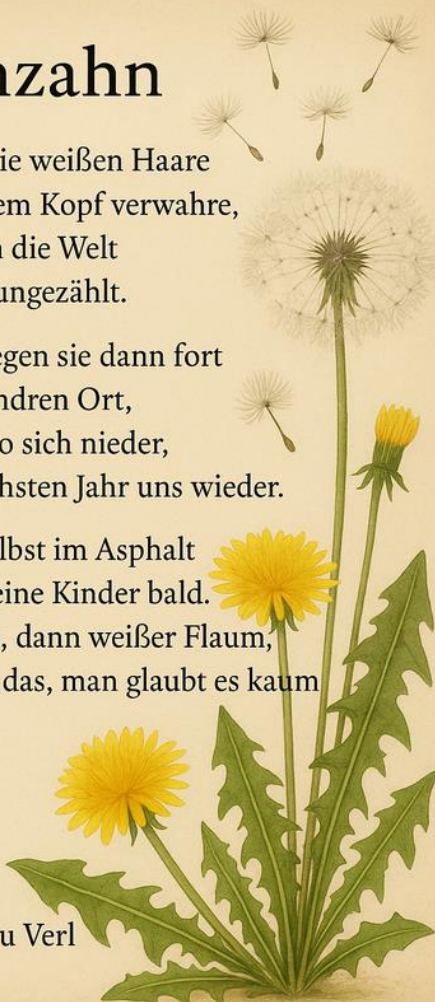 nzahn
ie weißen Haare
em Kopf verwahre,
n die Welt
ungezählt.
egen sie dann fort
ndren Ort,
o sich nieder,
hsten Jahr uns wieder.
lbst im Asphalt
eine Kinder bald.
, dann weißer Flaum,
das, man glaubt es kaum
u Verl